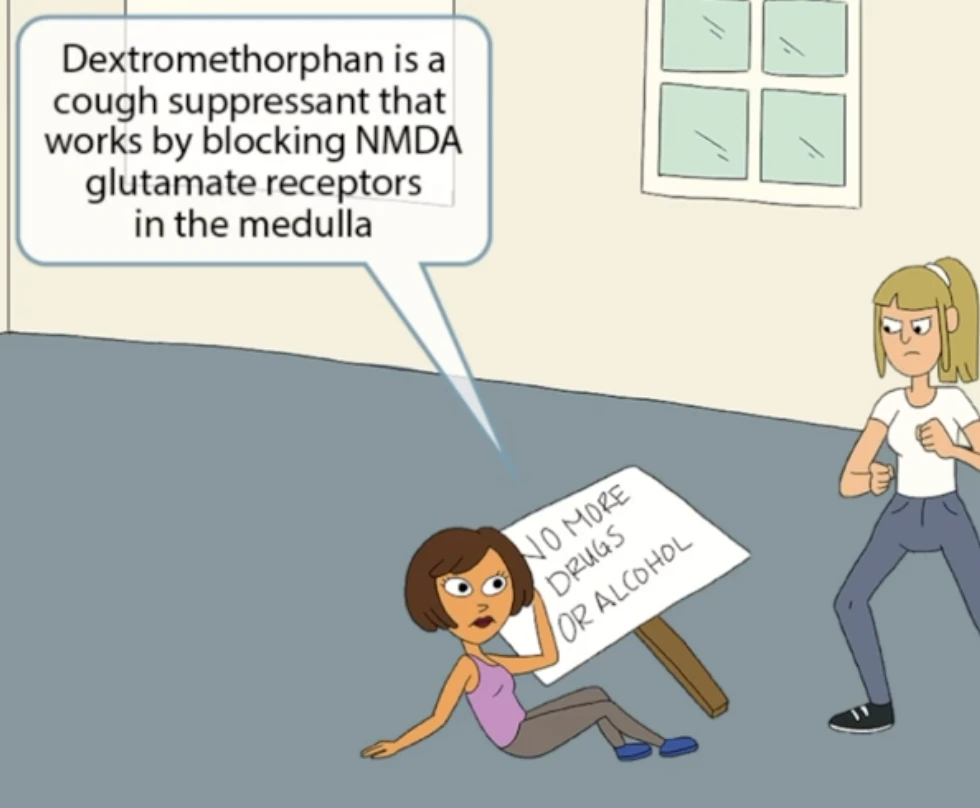 Dextromethorphan is a
cough suppressant that
works by blocking NMDA
glutamate receptors
in the medulla
NO MORE
DRUGS
OR ALCOHOL